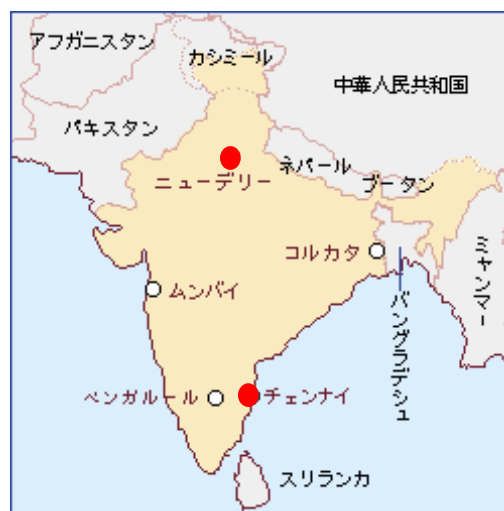 アフガニスタン
カシミール
中華人民共和国
パキスタン
ネパール
ニューデリー
ブータン
コルカタ
ミャンマー
ムンバイ
バングラデシュ
ベンガルール
チェンナイ
スリランカ